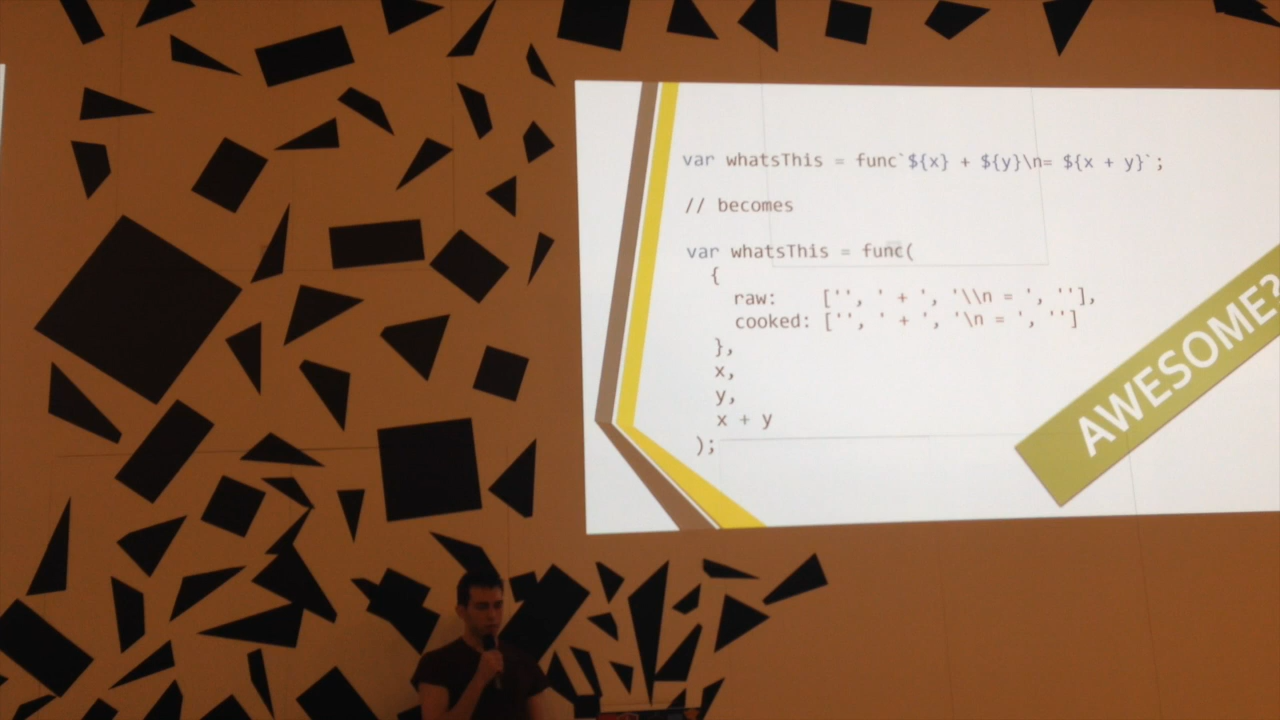 var whatsThis = func`${x} + ${y}\n= ${x + y}`;
// becomes
var whatsThis = func(
{
raw: ['', ' + ', '\\n = ', ''],
cooked: ['', ' + ', '\n = ', '']
},
x,
y,
x + y
);
AWESOME?